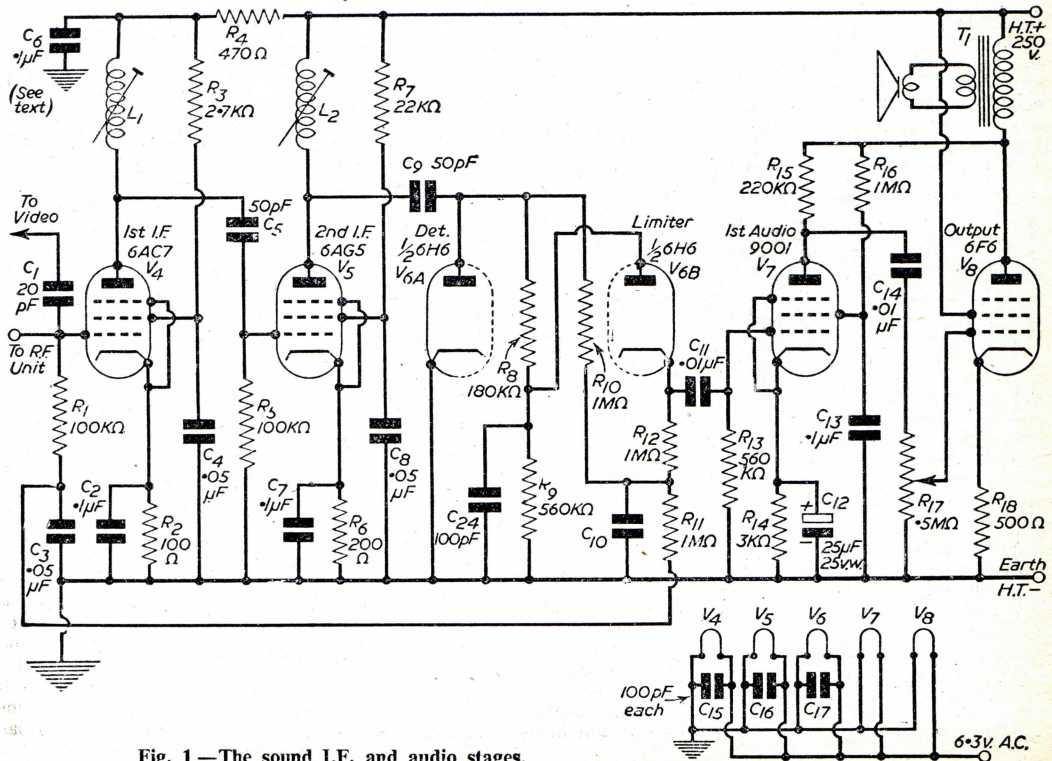 C6
·1μF
(See
text)
R4
470Ω
L1
R3
2·7KΩ
L2
R7
22KΩ
T1
H.T.+
250
v.
C9 50pF
R15
220KΩ
R16
1MΩ
To
Video
50pF
C5
C1
20
pF
1st I.F.
6AC7
V4
2nd I.F.
6AG5
V5
Det.
½6H6
V6A
Limiter
½6H6
V6B
1st Audio
9001
V7
C14
·01
μF
Output
6F6
V8
To R.F.
Unit
R8
180KΩ
R10
1MΩ
C11
·01μF
R1
100KΩ
C4
·05
μF
R5
100KΩ
C8
·05
μF
R12
1MΩ
R13
560
KΩ
C13
·1μF
C2
·1μF
R2
100
Ω
C7
·1μF
R6
200
Ω
C24
100pF
R9
560KΩ
C10
R11
1MΩ
R14
3KΩ
+
C12
−
25μF
25v.w.
R17
·5MΩ
R18
500Ω
C3
·05
μF
Earth
H.T.−
V4
V5
V6
V7
V8
100pF
each
C15
C16
C17
6·3v. A.C.
Fig. 1—The sound I.F. and audio stages.